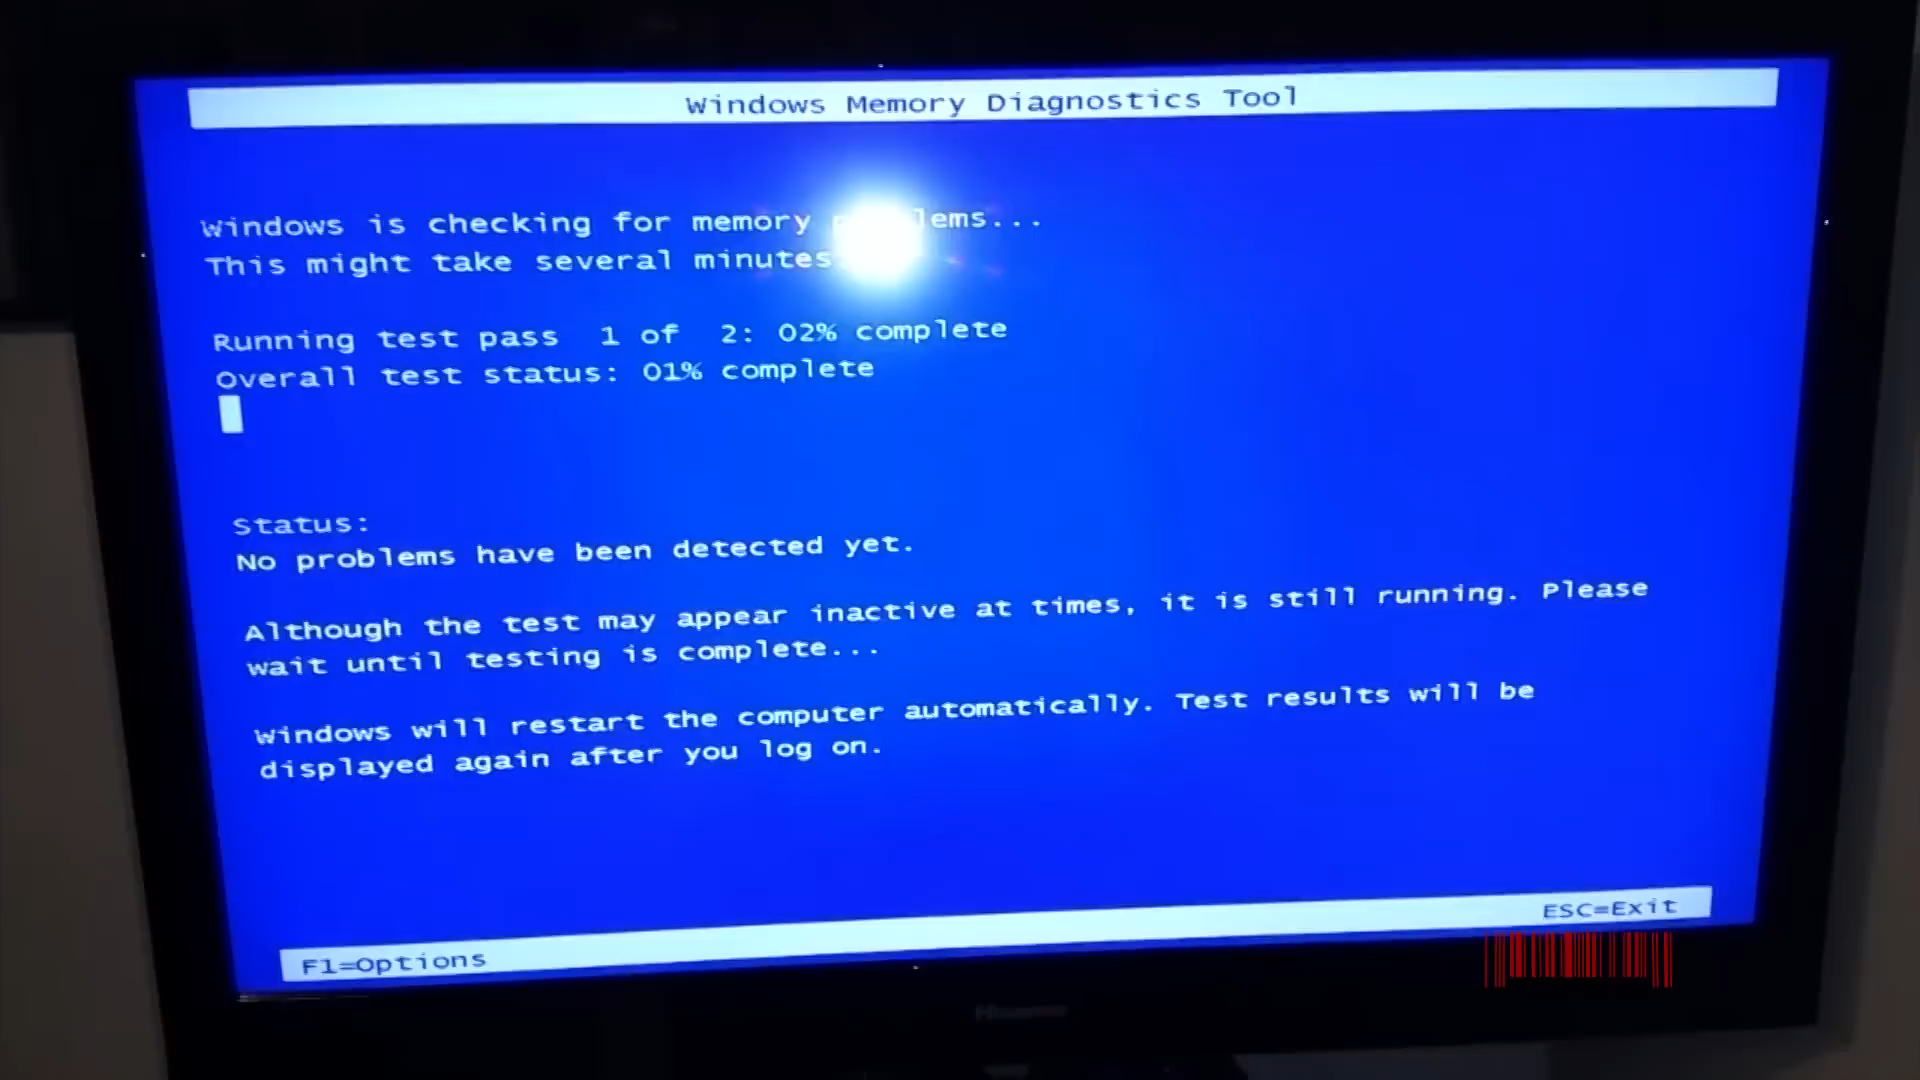 Windows Memory Diagnostics Tool
Windows is checking for memory lems...
This might take several minutes
Running test pass  1 of  2: 02% complete
Overall test status: 01% complete
Status:
No problems have been detected yet.
Although the test may appear inactive at times, it is still running. Please
wait until testing is complete...
Windows will restart the computer automatically. Test results will be
displayed again after you log on.
F1=Options
ESC=Exit